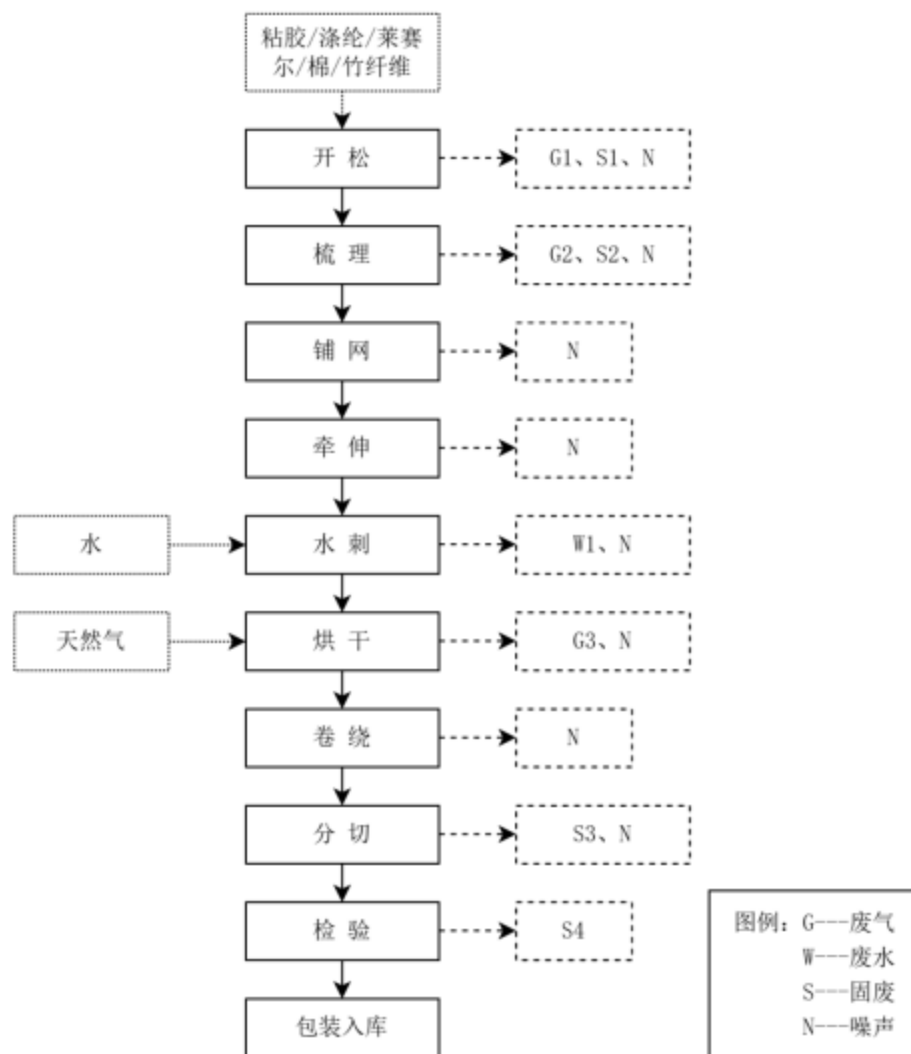 粘胶/涤纶/莱赛
尔/棉/竹纤维
开 松
G1、S1、N
梳 理
G2、S2、N
铺 网
N
牵 伸
N
水
水 刺
W1、N
天然气
烘 干
G3、N
卷 绕
N
分 切
S3、N
检 验
S4
包装入库
图例：G---废气
W---废水
S---固废
N---噪声